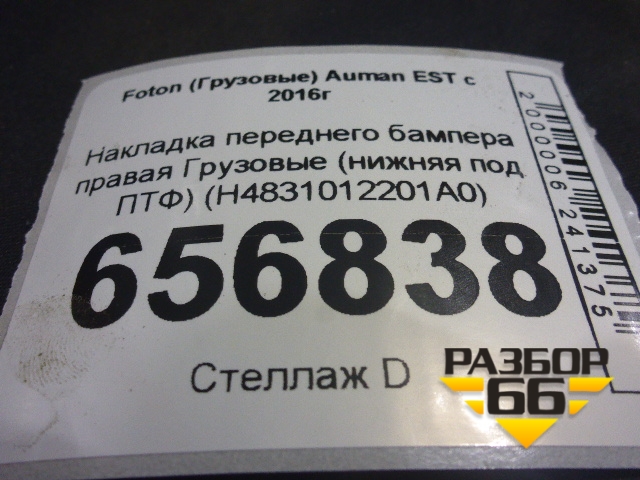 Foton (Грузовые) Auman EST с
2016г
Накладка переднего бампера
правая Грузовые (нижняя под
ПТФ) (H4831012201A0)
656838
Стеллаж D
2000006241375
РАЗБОР
66